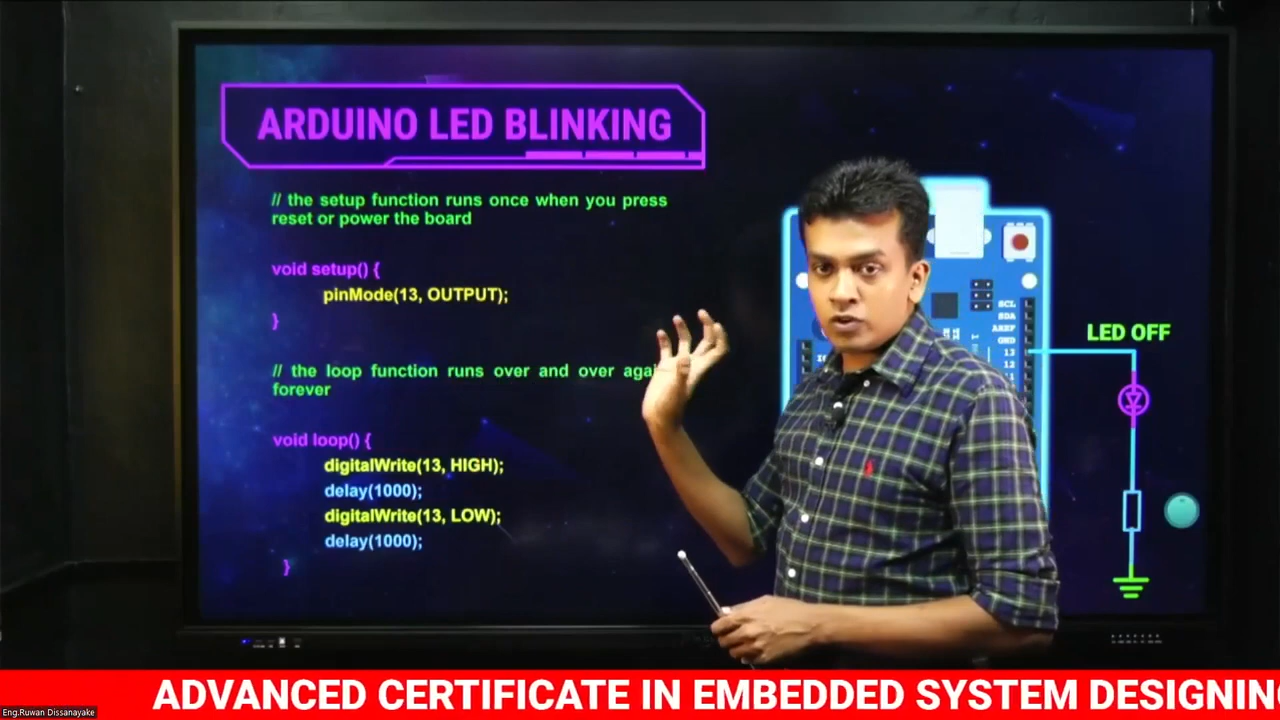 ARDUINO LED BLINKING
// the setup function runs once when you press
reset or power the board
void setup() {
pinMode(13, OUTPUT);
}
// the loop function runs over and over
forever
void loop() {
digitalWrite(13, HIGH);
delay(1000);
digitalWrite(13, LOW);
delay(1000);
}
SCL
SDA
AREF
GND
13
12
LED OFF
ADVANCED CERTIFICATE IN EMBEDDED SYSTEM
Eng.Ruwan Dissanayake